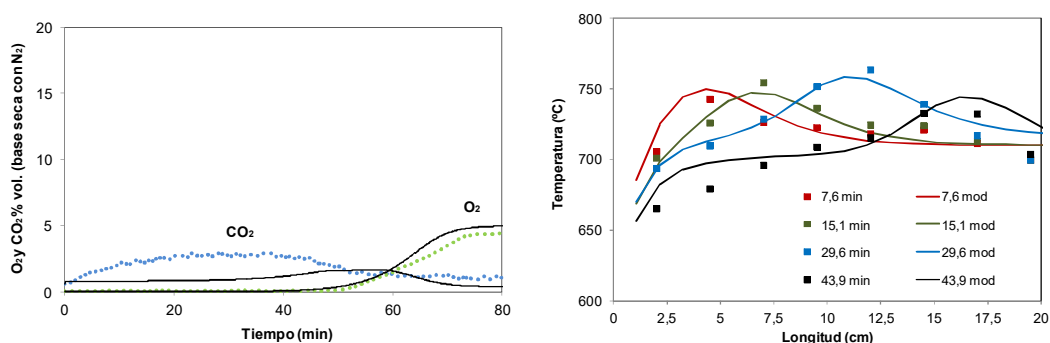 O₂ y CO₂ % vol. (base seca con N₂)
20
15
10
5
0
CO₂
O₂
0
20
40
60
80
Tiempo (min)
Temperatura (ºC)
800
750
700
650
600
7,6 min
7,6 mod
15,1 min
15,1 mod
29,6 min
29,6 mod
43,9 min
43,9 mod
0
2,5
5
7,5
10
12,5
15
17,5
20
Longitud (cm)